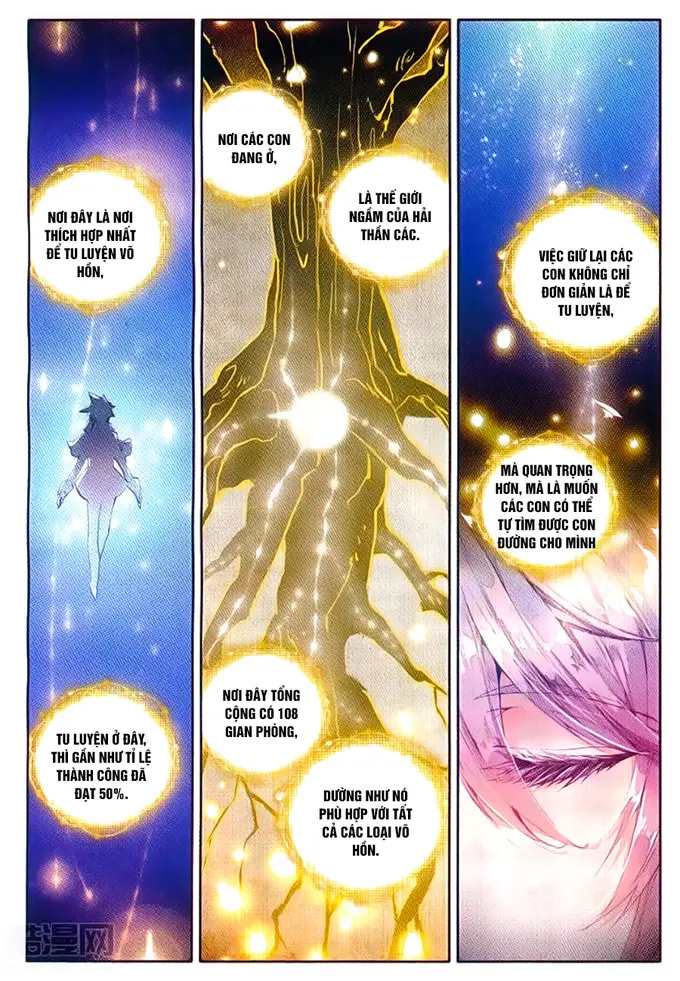 NƠI CÁC CON
ĐANG Ở,
LÀ THẾ GIỚI
NGẦM CỦA HẢI
THẦN CÁC.
NƠI ĐÂY LÀ NƠI
THÍCH HỢP NHẤT
ĐỂ TU LUYỆN VÕ
HỒN,
VIỆC GIỮ LẠI CÁC
CON KHÔNG CHỈ
ĐƠN GIẢN LÀ ĐỂ
TU LUYỆN,
MÀ QUAN TRỌNG
HƠN, MÀ LÀ MUỐN
CÁC CON CÓ THỂ
TỰ TÌM ĐƯỢC CON
ĐƯỜNG CHO MÌNH
NƠI ĐÂY TỔNG
CỘNG CÓ 108
GIAN PHÒNG,
TU LUYỆN Ở ĐÂY,
THÌ GẦN NHƯ TỈ LỆ
THÀNH CÔNG ĐÃ
ĐẠT 50%.
DƯỜNG NHƯ NÓ
PHÙ HỢP VỚI TẤT
CẢ CÁC LOẠI VÕ
HỒN.
漫网